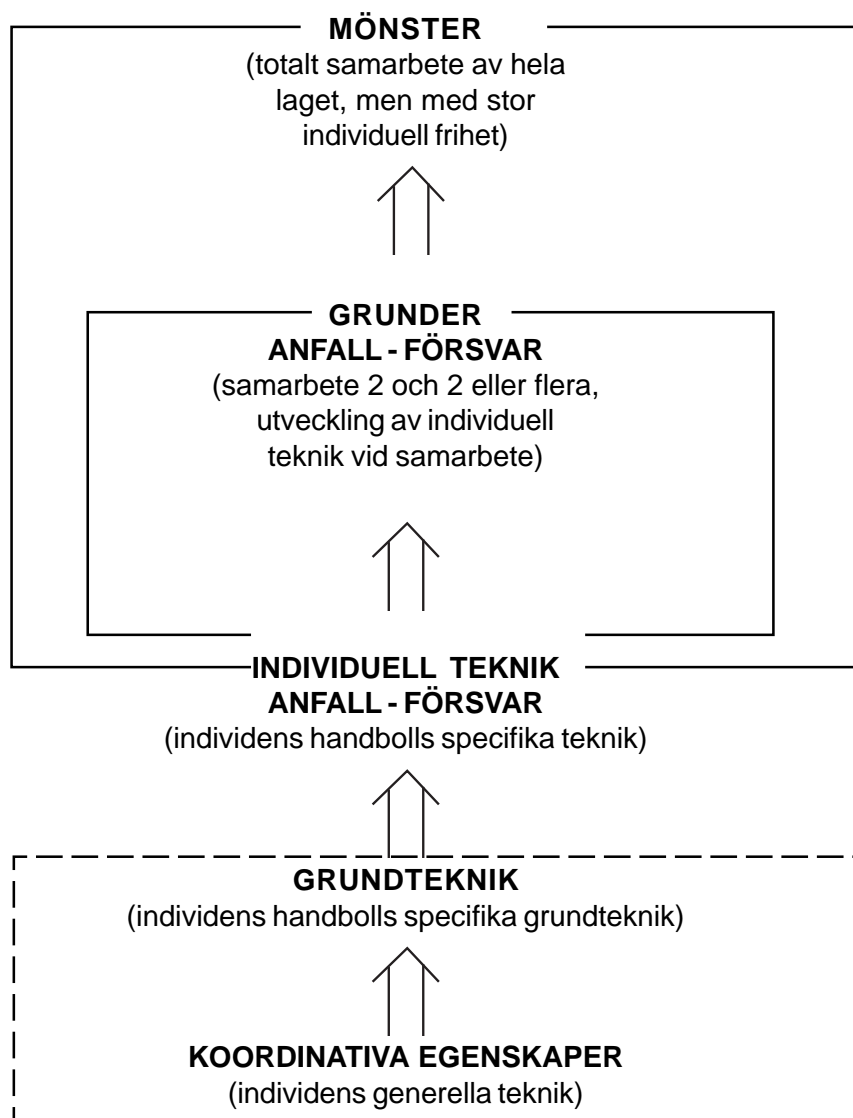 MÖNSTER
(totalt samarbete av hela
laget, men med stor
individuell frihet)
GRUNDER
ANFALL - FÖRSVAR
(samarbete 2 och 2 eller flera,
utveckling av individuell
teknik vid samarbete)
INDIVIDUELL TEKNIK
ANFALL - FÖRSVAR
(individens handbolls specifika teknik)
GRUNDTEKNIK
(individens handbolls specifika grundteknik)
KOORDINATIVA EGENSKAPER
(individens generella teknik)